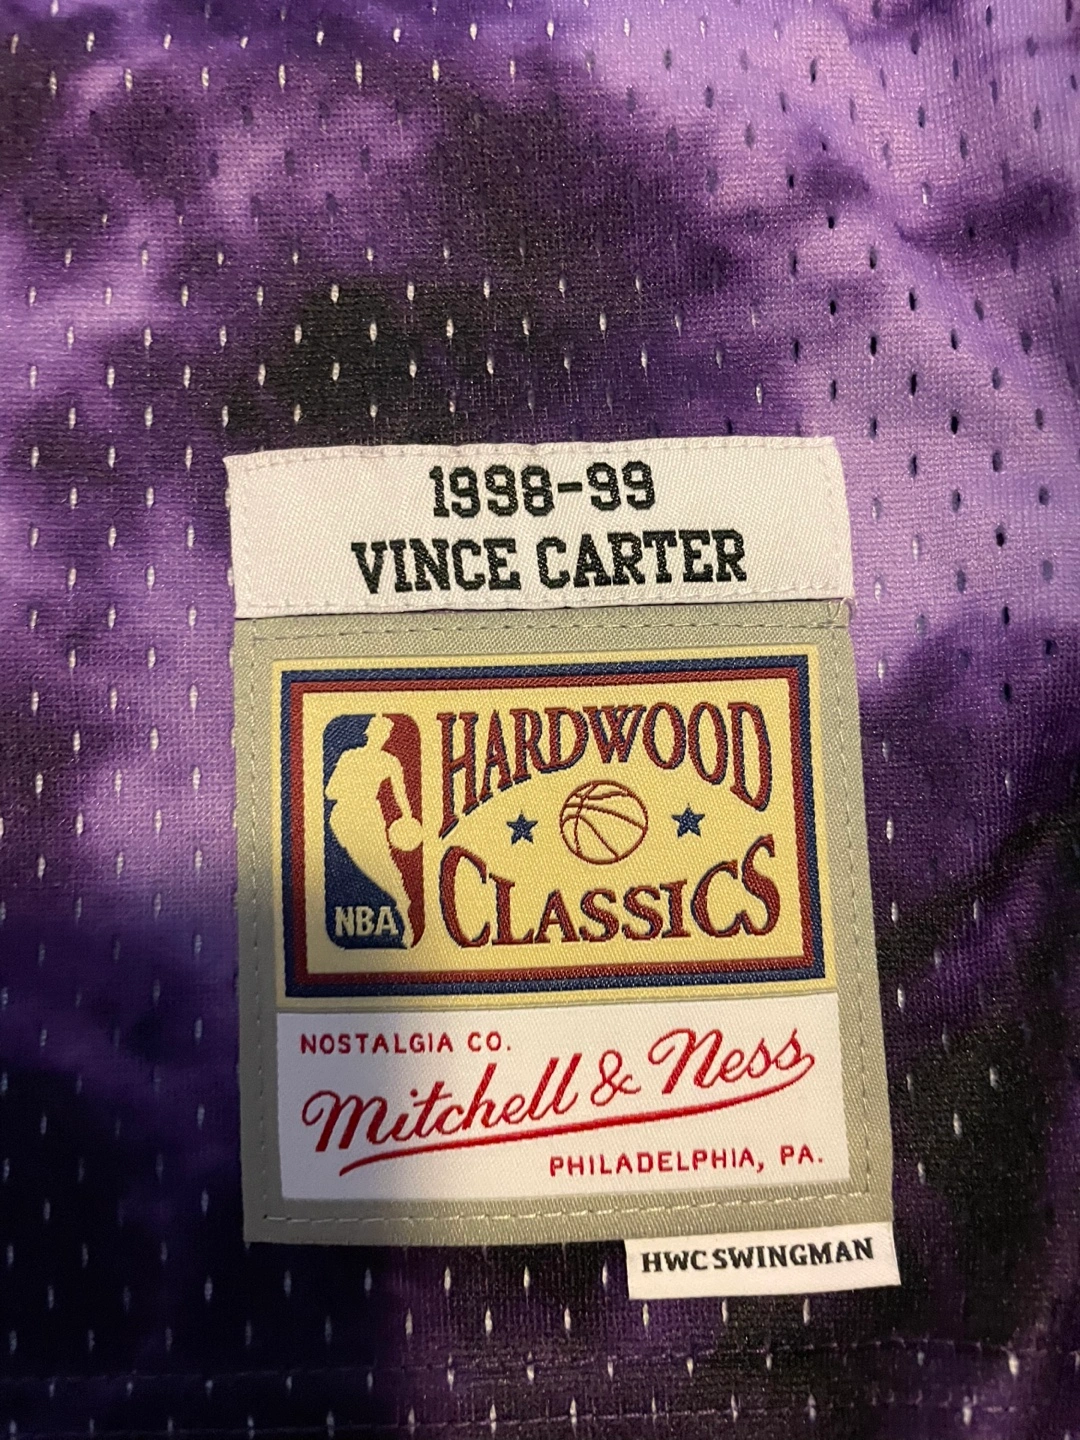 1998-99
VINCE CARTER
HARDWOOD
CLASSICS
NBA
NOSTALGIA CO.
Mitchell & Ness
PHILADELPHIA, PA.
HWC SWINGMAN